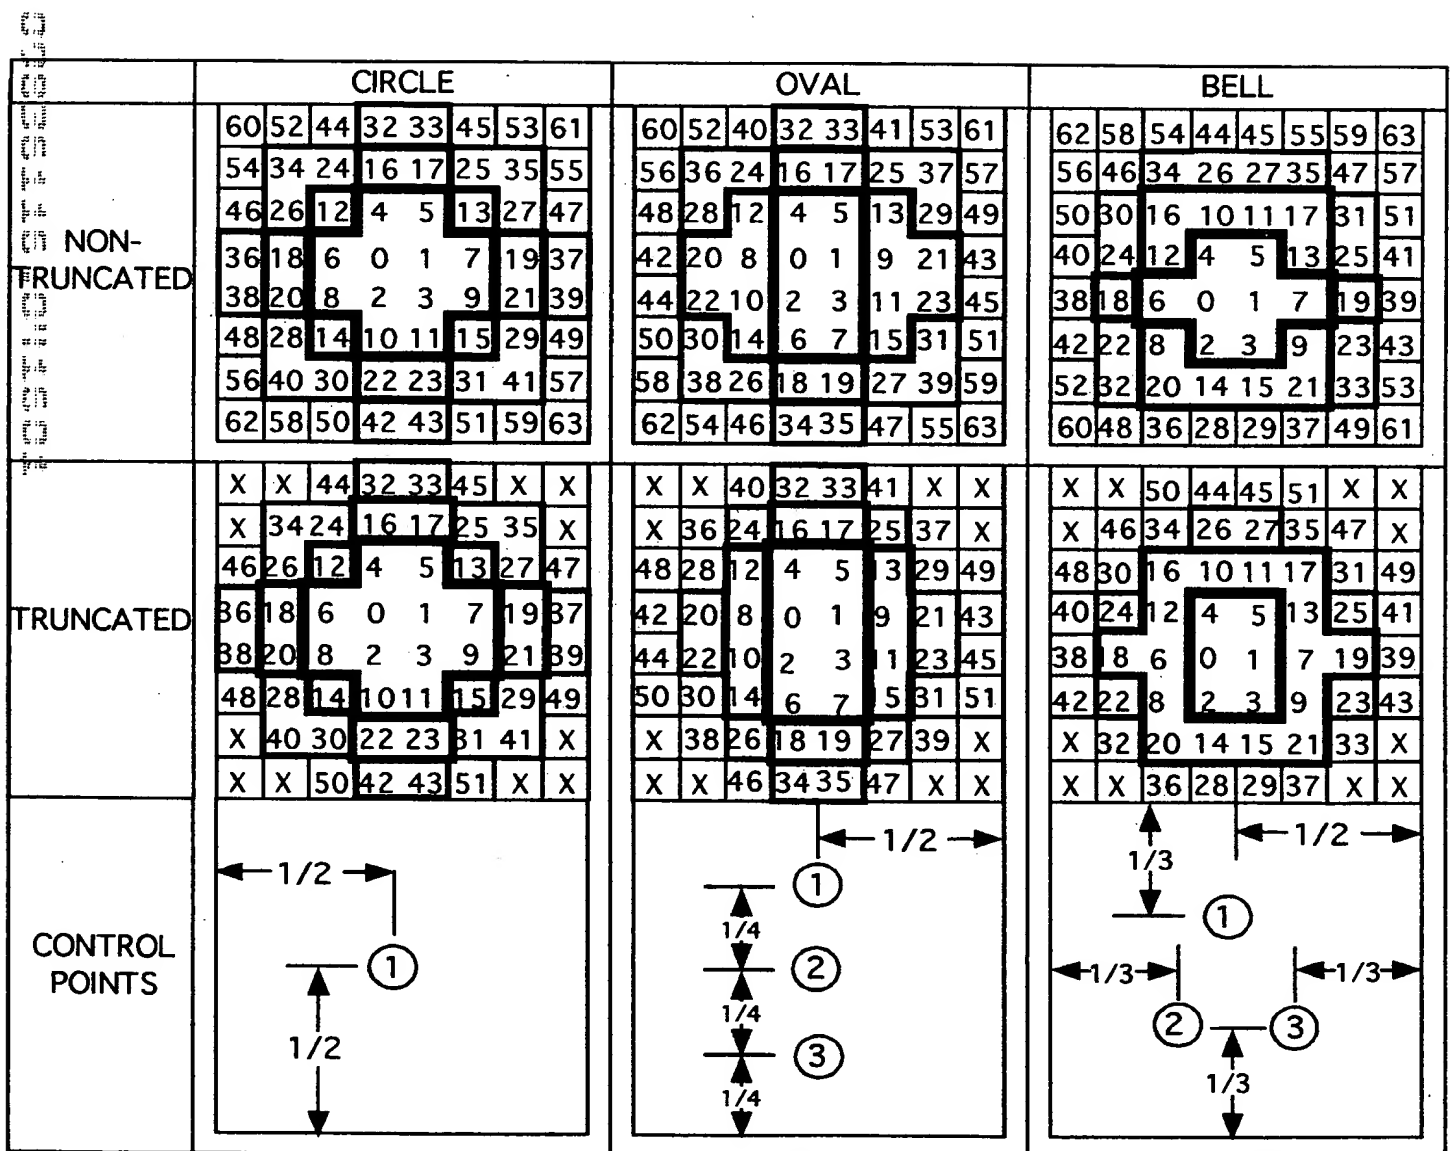 CIRCLE OVAL BELL
NON-TRUNCATED
60 52 44 32 33 45 53 61
54 34 24 16 17 25 35 55
46 26 12 4 5 13 27 47
36 18 6 0 1 7 19 37
38 20 8 2 3 9 21 39
48 28 14 10 11 15 29 49
56 40 30 22 23 31 41 57
62 58 50 42 43 51 59 63
60 52 40 32 33 41 53 61
56 36 24 16 17 25 37 57
48 28 12 4 5 13 29 49
42 20 8 0 1 9 21 43
44 22 10 2 3 11 23 45
50 30 14 6 7 15 31 51
58 38 26 18 19 27 39 59
62 54 46 34 35 47 55 63
62 58 54 44 45 55 59 63
56 46 34 26 27 35 47 57
50 30 16 10 11 17 31 51
40 24 12 4 5 13 25 41
38 18 6 0 1 7 19 39
42 22 8 2 3 9 23 43
52 32 20 14 15 21 33 53
60 48 36 28 29 37 49 61
TRUNCATED
X X 44 32 33 45 X X
X 34 24 16 17 25 35 X
46 26 12 4 5 13 27 47
36 18 6 0 1 7 19 37
38 20 8 2 3 9 21 39
48 28 14 10 11 15 29 49
X 40 30 22 23 31 41 X
X X 50 42 43 51 X X
X X 40 32 33 41 X X
X 36 24 16 17 25 37 X
48 28 12 4 5 13 29 49
42 20 8 0 1 9 21 43
44 22 10 2 3 11 23 45
50 30 14 6 7 15 31 51
X 38 26 18 19 27 39 X
X X 46 34 35 47 X X
X X 50 44 45 51 X X
X 46 34 26 27 35 47 X
48 30 16 10 11 17 31 49
40 24 12 4 5 13 25 41
38 18 6 0 1 7 19 39
42 22 8 2 3 9 23 43
X 32 20 14 15 21 33 X
X X 36 28 29 37 X X
CONTROL
POINTS
1/2
1
1/2
1/2
1
1/4
2
1/4
3
1/4
1/2
1/3
1
1/3 1/3
2 3
1/3